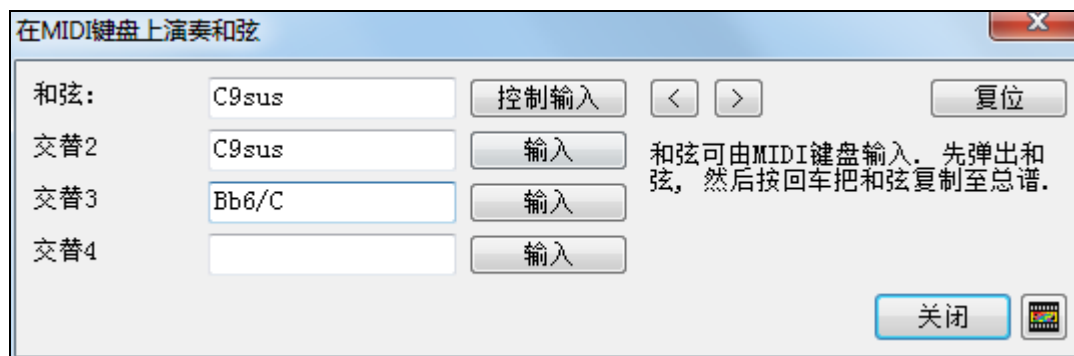 在MIDI键盘上演奏和弦
和弦: C9sus 控制输入 < > 复位
交替2 C9sus 输入
和弦可由MIDI键盘输入. 先弹出和
弦, 然后按回车把和弦复制至总谱.
交替3 Bb6/C 输入
交替4 输入
关闭